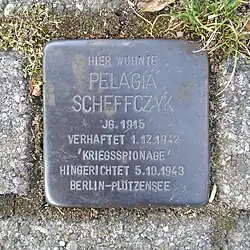 HIER WOHNTE
PELAGIA
SCHEFFCZYK
JG. 1915
VERHAFTET 1.12.1942
'KRIEGSSPIONAGE'
HINGERICHTET 5.10.1943
BERLIN-PLÖTZENSEE